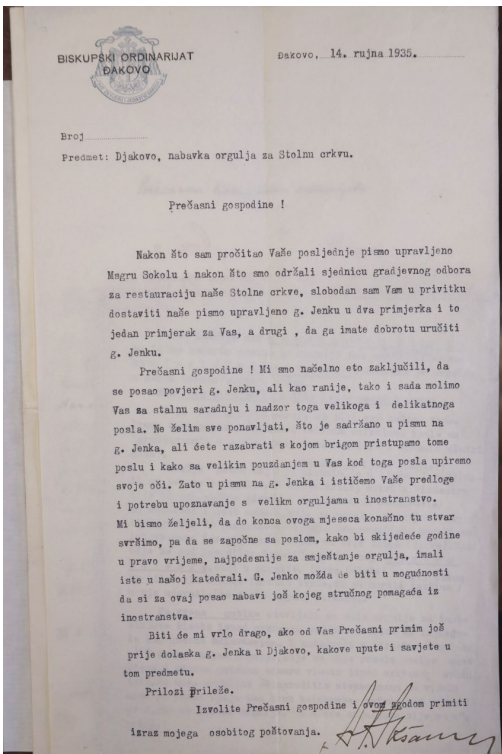 BISKUPSKI ORDINARIJAT
ĐAKOVO
Đakovo, 14. rujna 1935.
Broj
Predmet: Djakovo, nabavka orgulja za Stolnu crkvu.
Prečasni gospodine !
Nakon što sam pročitao Vaše posljednje pismo upravljeno
Msgru Sokolu i nakon što smo održali sjednicu gradjevnog odbora
za restauraciju naše Stolne crkve, slobodan sam Vam u privitku
dostaviti naše pismo upravljeno g. Jenku u dva primjerka i to
jedan primjerak za Vas, a drugi , da ga imate dobrotu uručiti
g. Jenku.
Prečasni gospodine ! Mi smo načelno eto zaključili, da
se posao povjeri g. Jenku, ali kao ranije, tako i sada molimo
Vas za stalnu saradnju i nadzor toga velikoga i delikatnoga
posla. Ne želim sve ponavljati, što je sadržano u pismu na
g. Jenka, ali ćete razabrati s kojom brigom pristupamo tome
poslu i kako sa velikim pouzdanjem u Vas kod toga posla upiremo
svoje oči. Zato u pismu na g. Jenka i ističemo Vaše predloge
i potrebu upoznavanje s velikm orguljama u inostranstvo.
Mi bismo željeli, da do konca ovoga mjeseca konačno tu stvar
svršimo, pa da se započne sa poslom, kako bi skijedeće godine
u pravo vrijeme, najpodesnije za smještanje orgulja, imali
iste u našoj katedrali. G. Jenko možda će biti u mogućnosti
da si za ovaj posao nabavi još kojeg stručnog pomagača iz
inostranstva.
Biti će mi vrlo drago, ako od Vas Prečasni primim još
prije dolaska g. Jenka u Djakovo, kakove upute i savjete u
tom predmetu.
Prilozi prileže.
Izvolite Prečasni gospodine i ovom zgodom primiti
izraz mojega osobitog poštovanja.